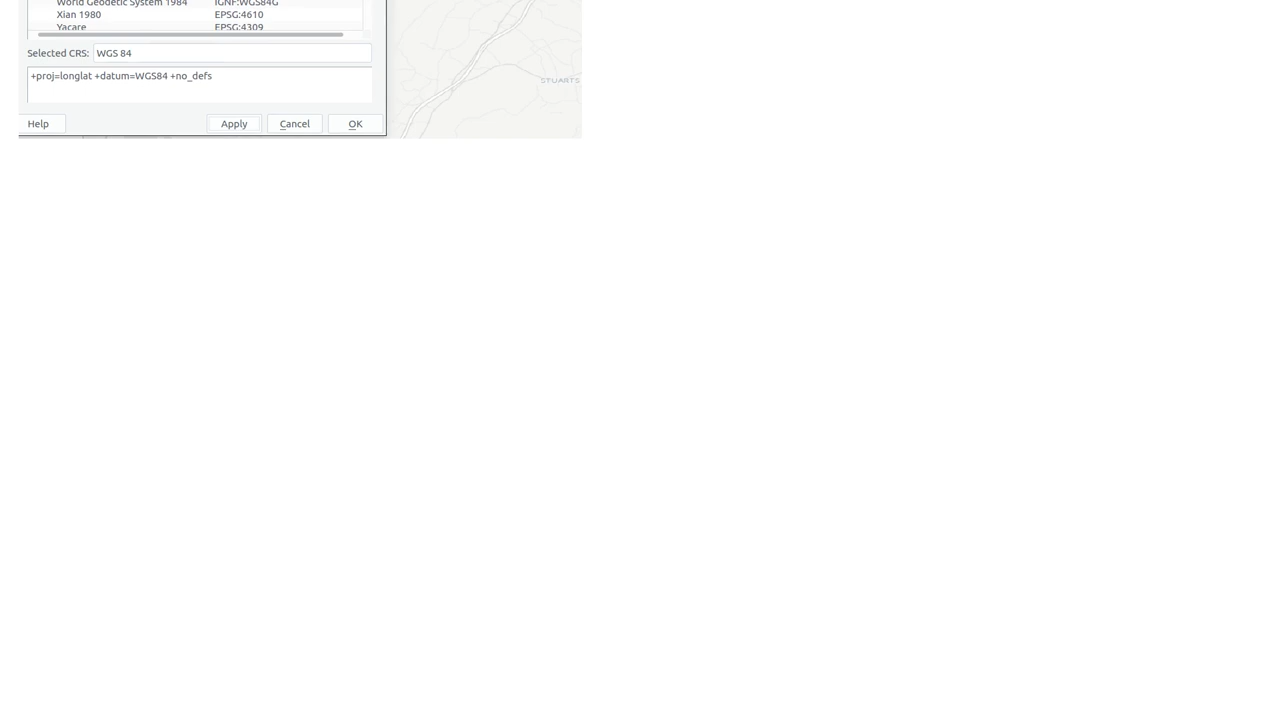 World Geodetic System 1984 IGNF:WGS84G
Xian 1980 EPSG:4610
Yacare EPSG:4309
Selected CRS: WGS 84
+proj=longlat +datum=WGS84 +no_defs
STUARTS
Help Apply Cancel OK